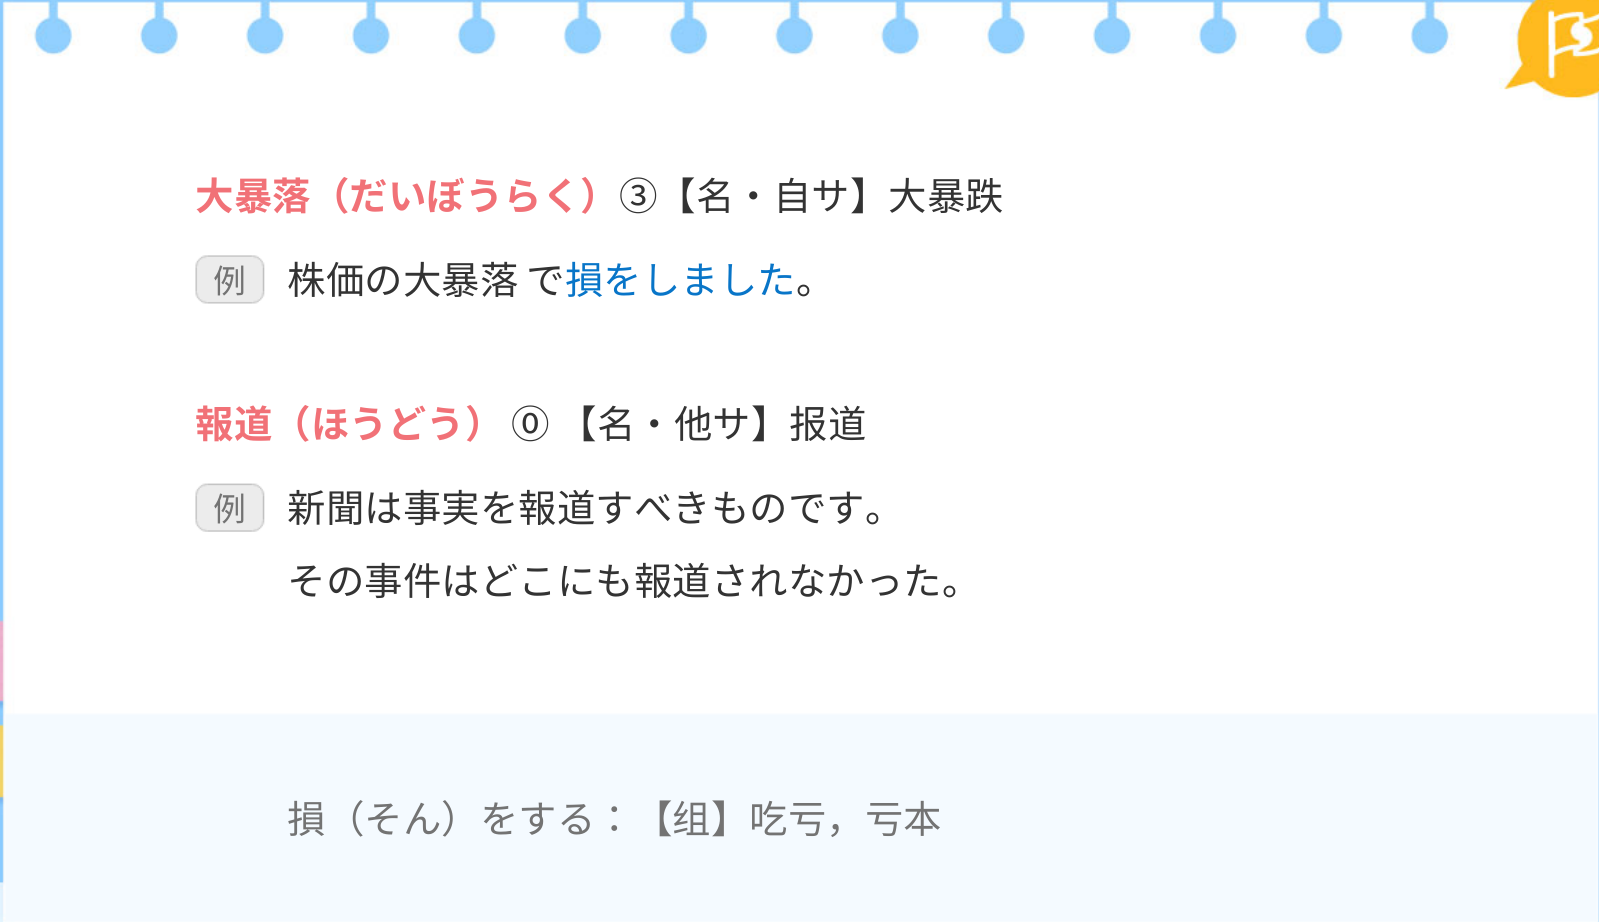 大暴落（だいぼうらく）③【名・自サ】大暴跌
例 株価の大暴落 で損をしました。
報道（ほうどう） ⓪ 【名・他サ】报道
例 新聞は事実を報道すべきものです。
その事件はどこにも報道されなかった。
損（そん）をする：【组】吃亏，亏本